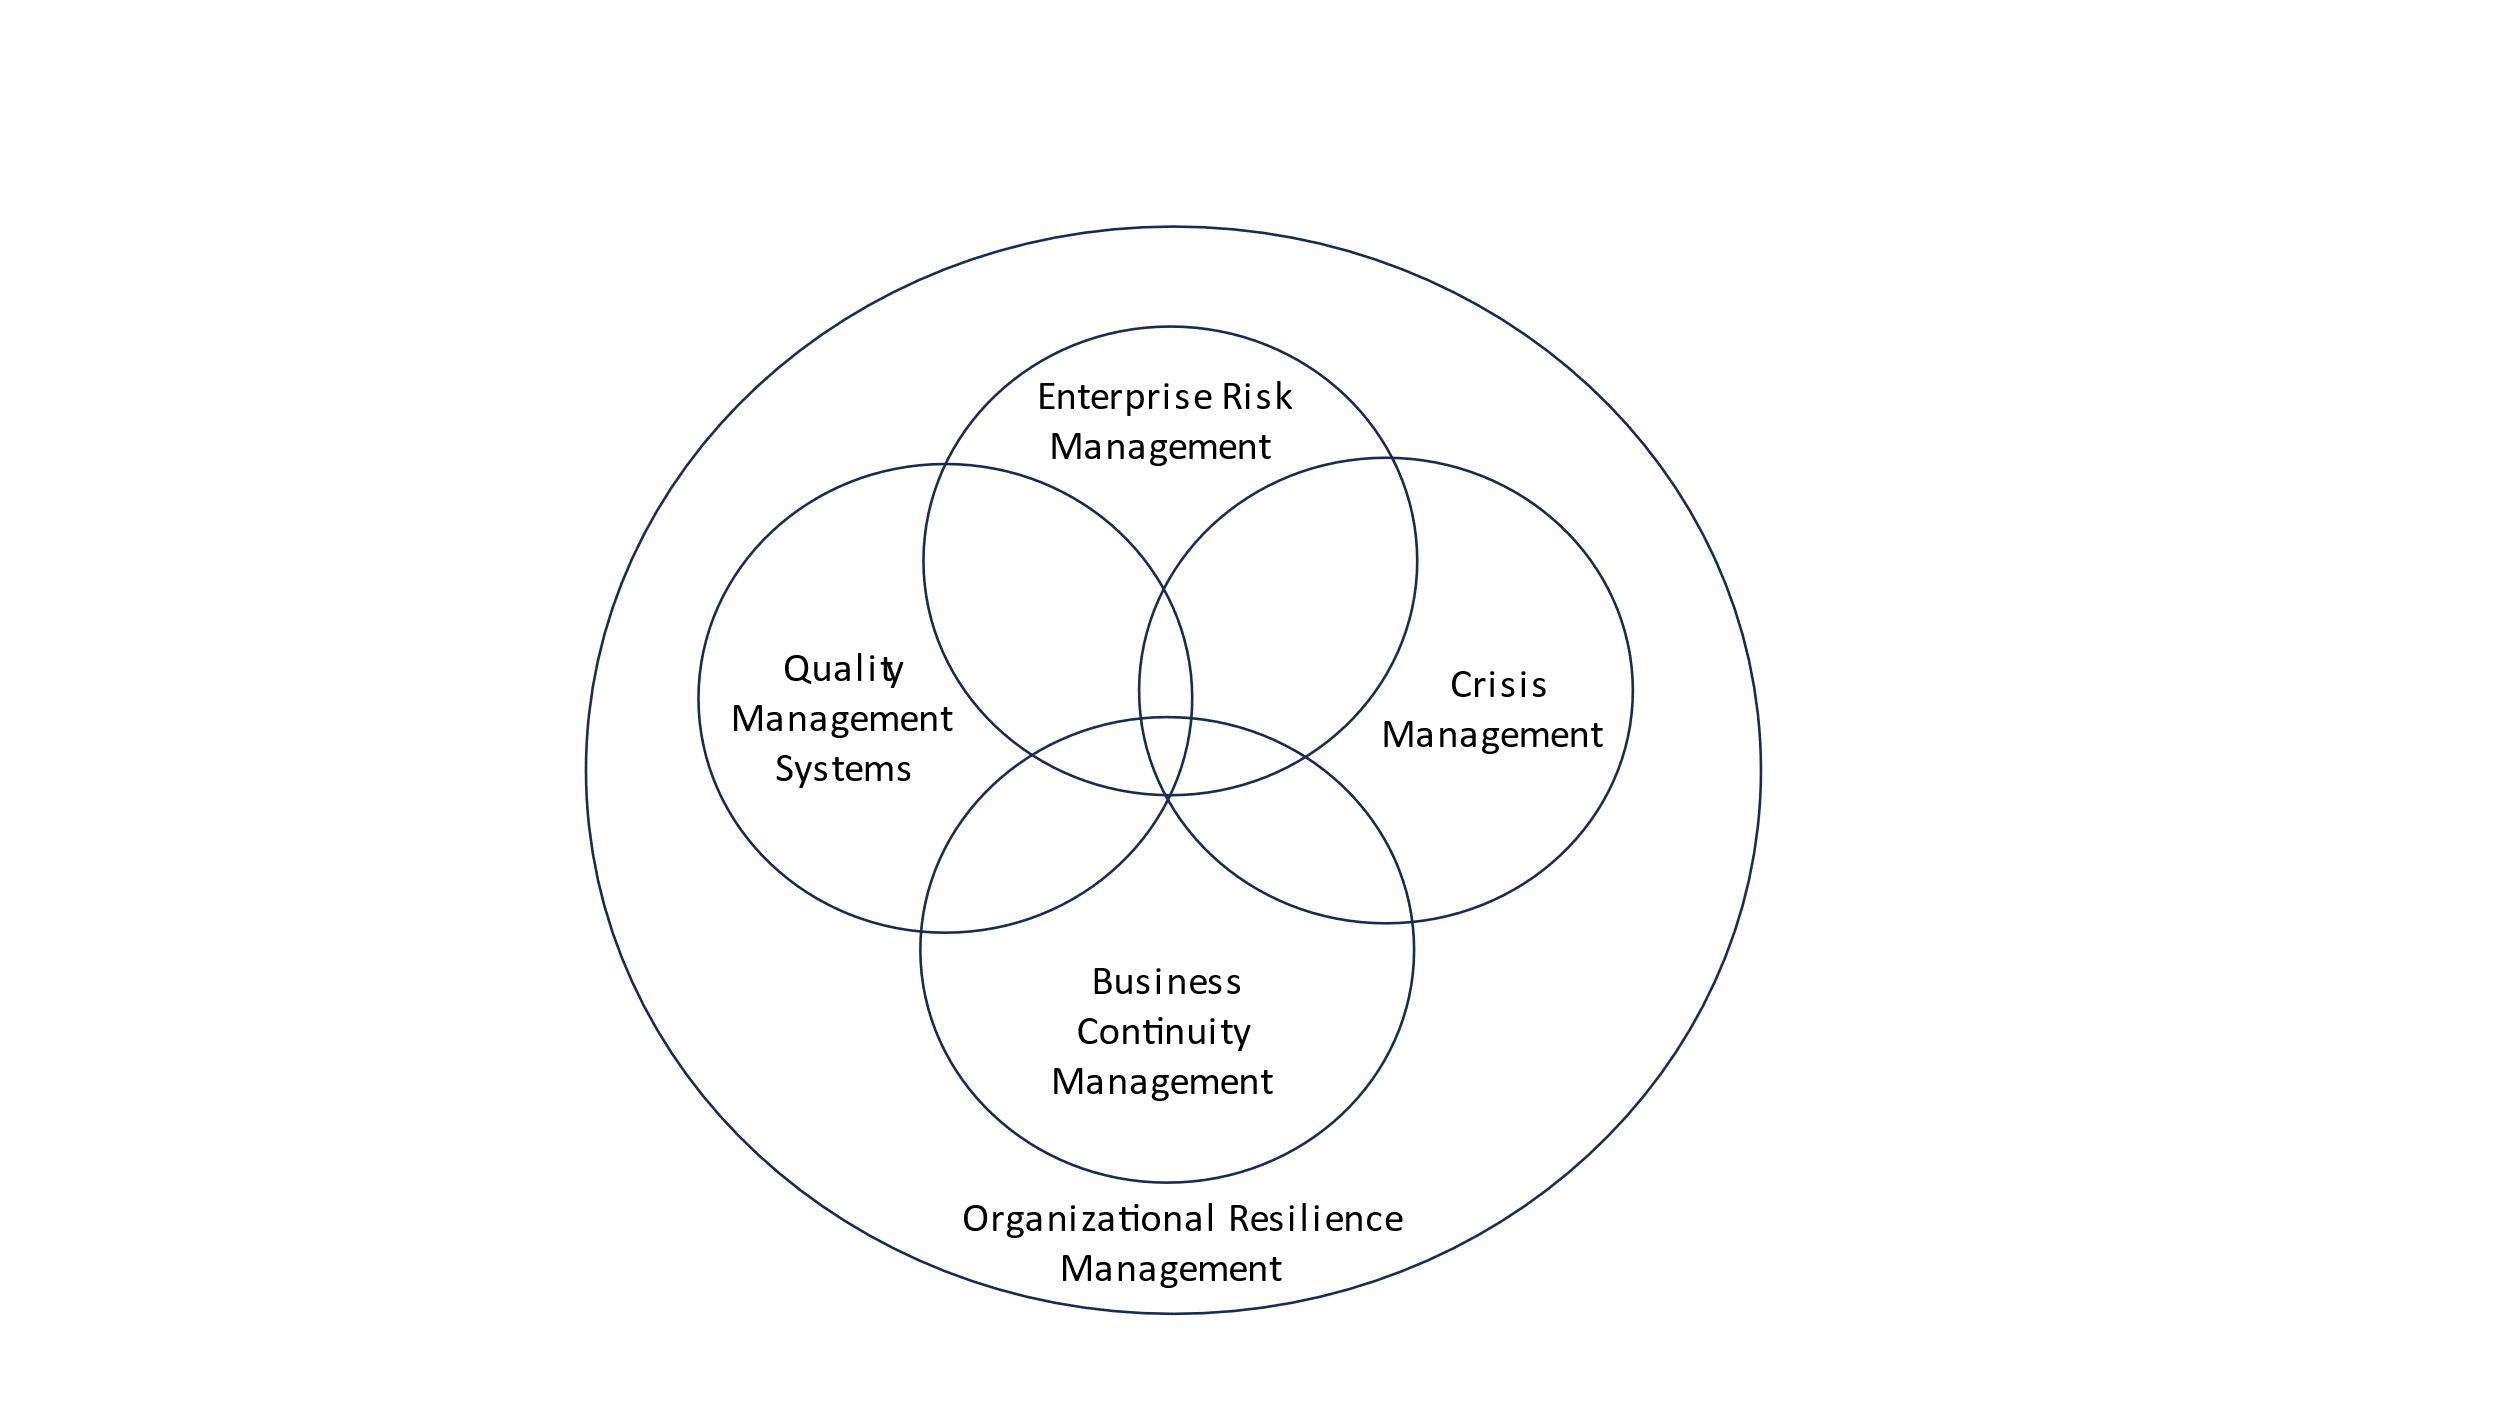 Enterprise Risk
Management
Quality
Management
Systems
Crisis
Management
Business
Continuity
Management
Organizational Resilience
Management